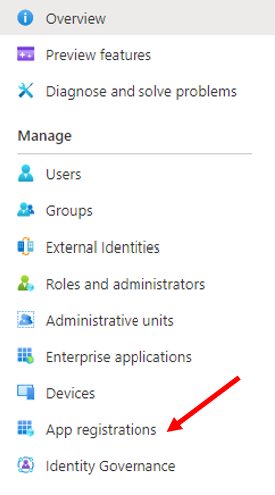 Overview
Preview features
Diagnose and solve problems
Manage
Users
Groups
External Identities
Roles and administrators
Administrative units
Enterprise applications
Devices
App registrations
Identity Governance